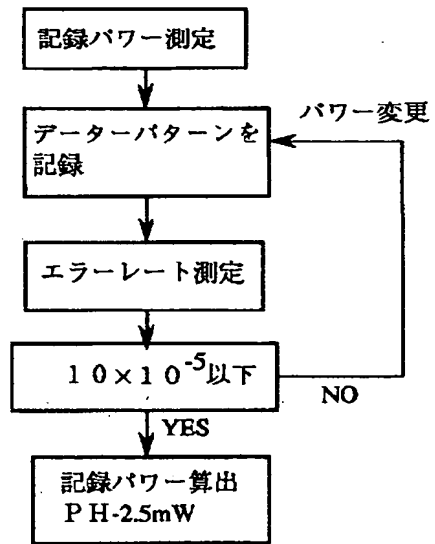 記録パワー測定
パワー変更
データーパターンを
記録
エラーレート測定
１０×１０-5以下
NO
YES
記録パワー算出
ＰＨ-2.5mW